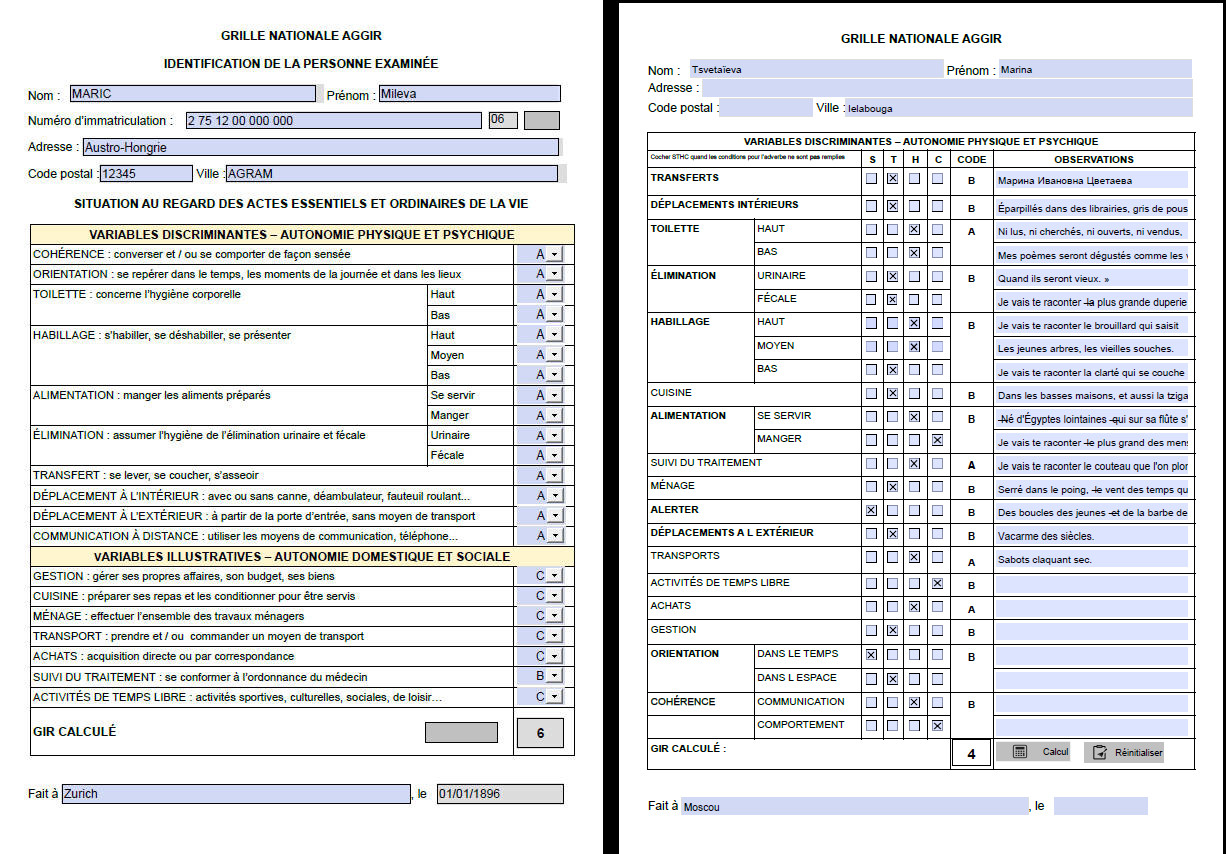 GRILLE NATIONALE AGGIR
IDENTIFICATION DE LA PERSONNE EXAMINÉE
Nom : MARIC Prénom : Mileva
Numéro d'immatriculation : 2 75 12 00 000 000 06
Adresse : Austro-Hongrie
Code postal : 12345 Ville : AGRAM
SITUATION AU REGARD DES ACTES ESSENTIELS ET ORDINAIRES DE LA VIE
VARIABLES DISCRIMINANTES – AUTONOMIE PHYSIQUE ET PSYCHIQUE
COHÉRENCE : converser et / ou se comporter de façon sensée A
ORIENTATION : se repérer dans le temps, les moments de la journée et dans les lieux A
TOILETTE : concerne l'hygiène corporelle Haut A
Bas A
HABILLAGE : s'habiller, se déshabiller, se présenter Haut A
Moyen A
Bas A
ALIMENTATION : manger les aliments préparés Se servir A
Manger A
ÉLIMINATION : assumer l'hygiène de l'élimination urinaire et fécale Urinaire A
Fécale A
TRANSFERT : se lever, se coucher, s'asseoir A
DÉPLACEMENT À L'INTÉRIEUR : avec ou sans canne, déambulateur, fauteuil roulant... A
DÉPLACEMENT À L'EXTÉRIEUR : à partir de la porte d'entrée, sans moyen de transport A
COMMUNICATION À DISTANCE : utiliser les moyens de communication, téléphone... A
VARIABLES ILLUSTRATIVES – AUTONOMIE DOMESTIQUE ET SOCIALE
GESTION : gérer ses propres affaires, son budget, ses biens C
CUISINE : préparer ses repas et les conditionner pour être servis C
MÉNAGE : effectuer l'ensemble des travaux ménagers C
TRANSPORT : prendre et / ou commander un moyen de transport C
ACHATS : acquisition directe ou par correspondance C
SUIVI DU TRAITEMENT : se conformer à l'ordonnance du médecin B
ACTIVITÉS DE TEMPS LIBRE : activités sportives, culturelles, sociales, de loisir... C
GIR CALCULÉ 6
Fait à Zurich , le 01/01/1896
GRILLE NATIONALE AGGIR
Nom : Tsvetaïeva Prénom : Marina
Adresse :
Code postal : Ville : Ielabouga
VARIABLES DISCRIMINANTES – AUTONOMIE PHYSIQUE ET PSYCHIQUE
Cocher STHC quand les conditions pour l'adverbe ne sont pas remplies S T H C CODE OBSERVATIONS
TRANSFERTS B Марина Ивановна Цветаева
DÉPLACEMENTS INTÉRIEURS B Éparpillés dans des librairies, gris de pous
TOILETTE HAUT A Ni lus, ni cherchés, ni ouverts, ni vendus,
BAS Mes poèmes seront dégustés comme les v
ÉLIMINATION URINAIRE B Quand ils seront vieux. »
FÉCALE Je vais te raconter -la plus grande duperie
HABILLAGE HAUT B Je vais te raconter le brouillard qui saisit
MOYEN Les jeunes arbres, les vieilles souches.
BAS Je vais te raconter la clarté qui se couche
CUISINE B Dans les basses maisons, et aussi la tziga
ALIMENTATION SE SERVIR B -Né d'Égyptes lointaines -qui sur sa flûte s'
MANGER Je vais te raconter -le plus grand des mens
SUIVI DU TRAITEMENT A Je vais te raconter le couteau que l'on plon
MÉNAGE B Serré dans le poing, -le vent des temps qu
ALERTER B Des boucles des jeunes -et de la barbe de
DÉPLACEMENTS A L EXTÉRIEUR B Vacarme des siècles.
TRANSPORTS A Sabots claquant sec.
ACTIVITÉS DE TEMPS LIBRE B
ACHATS A
GESTION B
ORIENTATION DANS LE TEMPS B
DANS L ESPACE
COHÉRENCE COMMUNICATION B
COMPORTEMENT
GIR CALCULÉ : 4 Calcul Réinitialiser
Fait à Moscou , le